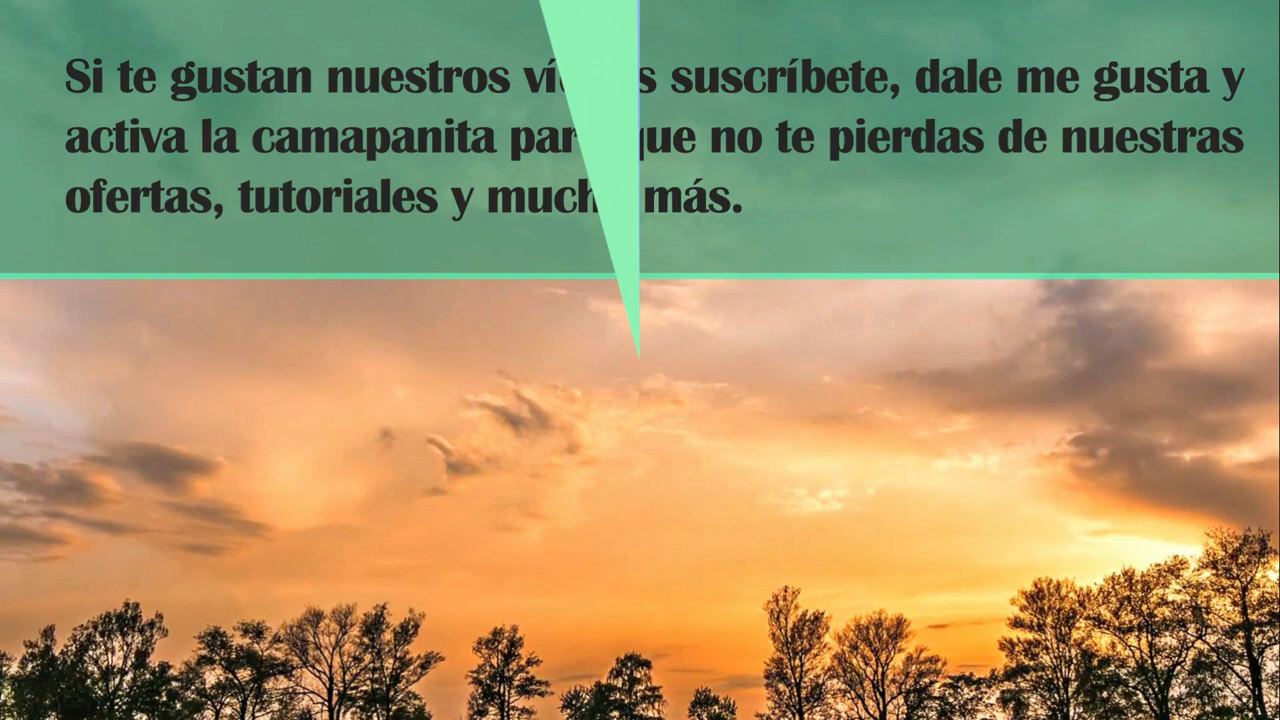 Si te gustan nuestros suscríbete, dale me gusta y
activa la camapanita que no te pierdas de nuestras
ofertas, tutoriales y más.